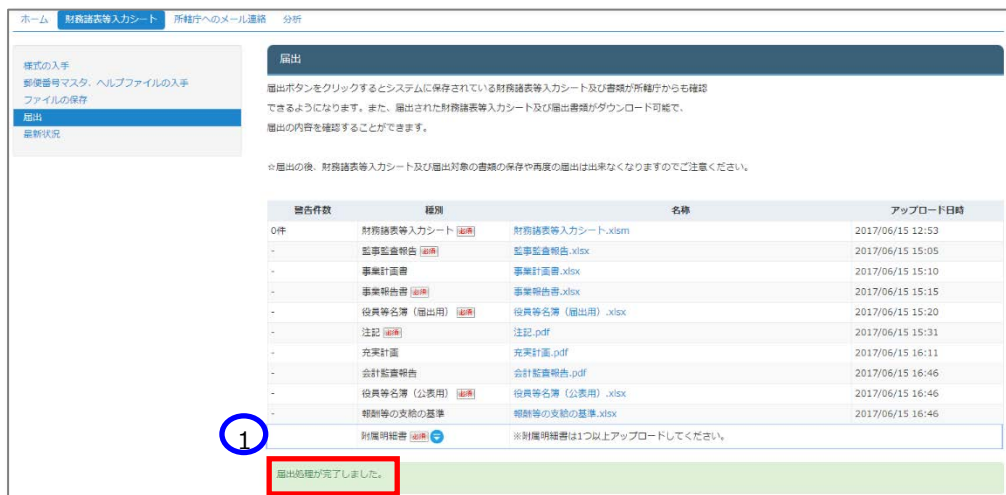 ホーム 財務諸表等入力シート 所轄庁へのメール連絡 分析
様式の入手
郵便番号マスタ、ヘルプファイルの入手
ファイルの保存
届出
最新状況
届出
届出ボタンをクリックするとシステムに保存されている財務諸表等入力シート及び書類が所轄庁からも確認
できるようになります。また、届出された財務諸表等入力シート及び届出書類がダウンロード可能で、
届出の内容を確認することができます。
☆届出の後、財務諸表等入力シート及び届出対象の書類の保存や再度の届出は出来なくなりますのでご注意ください。
警告件数 種別 名称 アップロード日時
0件 財務諸表等入力シート 必須 財務諸表等入力シート.xlsm 2017/06/15 12:53
- 監事監査報告 必須 監事監査報告.xlsx 2017/06/15 15:05
- 事業計画書 事業計画書.xlsx 2017/06/15 15:10
- 事業報告書 必須 事業報告書.xlsx 2017/06/15 15:15
- 役員等名簿（届出用） 必須 役員等名簿（届出用）.xlsx 2017/06/15 15:20
- 注記 必須 注記.pdf 2017/06/15 15:31
- 充実計画 充実計画.pdf 2017/06/15 16:11
- 会計監査報告 会計監査報告.pdf 2017/06/15 16:46
- 役員等名簿（公表用） 必須 役員等名簿（公表用）.xlsx 2017/06/15 16:46
- 報酬等の支給の基準 報酬等の支給の基準.xlsx 2017/06/15 16:46
1 附属明細書 必須 ※附属明細書は1つ以上アップロードしてください。
届出処理が完了しました。